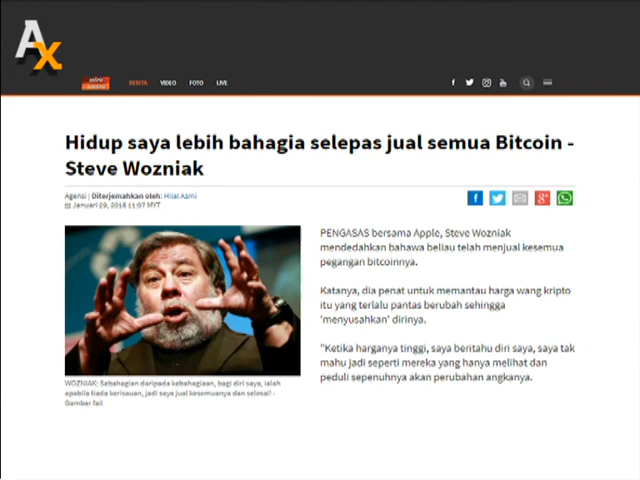 AX
BERITA VIDEO FOTO LIVE
Hidup saya lebih bahagia selepas jual semua Bitcoin -
Steve Wozniak
Agensi | Diterjemahkan oleh: Hilal Azmi
Januari 29, 2018 11:07 MYT
PENGASAS bersama Apple, Steve Wozniak
mendedahkan bahawa beliau telah menjual kesemua
pegangan bitcoinnya.
Katanya, dia penat untuk memantau harga wang kripto
itu yang terlalu pantas berubah sehingga
'menyusahkan' dirinya.
"Ketika harganya tinggi, saya beritahu diri saya, saya tak
mahu jadi seperti mereka yang hanya melihat dan
peduli sepenuhnya akan perubahan angkanya.
WOZNIAK: Sebahagian daripada kebahagiaan, bagi diri saya, ialah
apabila tiada kerisauan, jadi saya jual kesemuanya dan selesai! -
Gambar fail